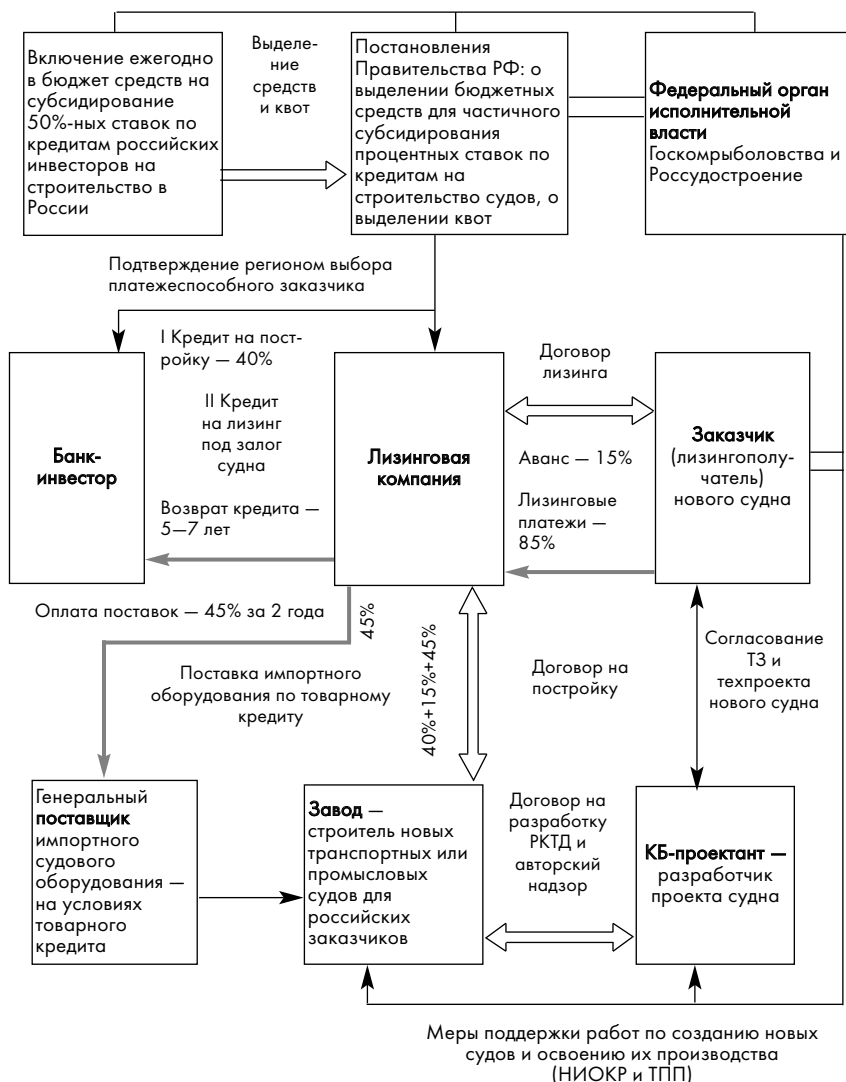 Включение ежегодно
в бюджет средств на
субсидирование
50%-ных ставок по
кредитам российских
инвесторов на
строительство в
России
Выделе-
ние
средств
и квот
Постановления
Правительства РФ: о
выделении бюджетных
средств для частичного
субсидирования
процентных ставок по
кредитам на
строительство судов, о
выделении квот
Федеральный орган
исполнительной
власти
Госкомрыболовства и
Россудостроение
Подтверждение регионом выбора
платежеспособного заказчика
I Кредит на пост-
ройку — 40%
II Кредит
на лизинг
под залог
судна
Возврат кредита —
5—7 лет
Банк-
инвестор
Лизинговая
компания
Договор
лизинга
Аванс — 15%
Лизинговые
платежи —
85%
Заказчик
(лизингополу-
чатель)
нового судна
Оплата поставок — 45% за 2 года
45%
Поставка импортного
оборудования по товарному
кредиту
40%+15%+45%
Договор на
постройку
Согласование
ТЗ и
техпроекта
нового судна
Генеральный
поставщик
импортного
судового
оборудования —
на условиях
товарного
кредита
Завод —
строитель новых
транспортных или
промысловых
судов для
российских
заказчиков
Договор на
разработку
РКТД и
авторский
надзор
КБ-проектант —
разработчик
проекта судна
Меры поддержки работ по созданию новых
судов и освоению их производства
(НИОКР и ТПП)